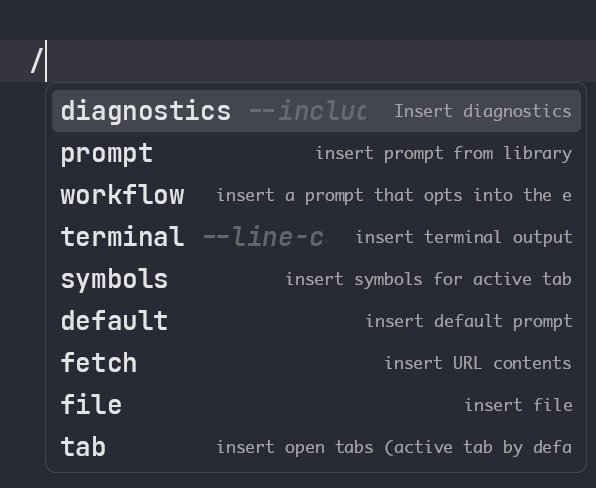 /
diagnostics --includ Insert diagnostics
prompt insert prompt from library
workflow insert a prompt that opts into the e
terminal --line-c insert terminal output
symbols insert symbols for active tab
default insert default prompt
fetch insert URL contents
file insert file
tab insert open tabs (active tab by defa